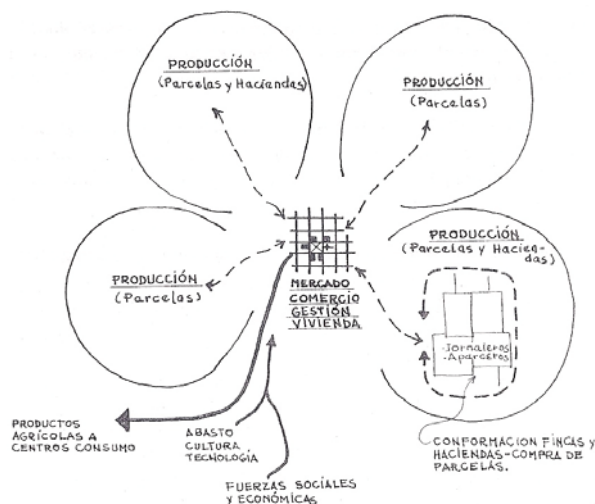 PRODUCCIÓN
(Parcelas y Haciendas)
PRODUCCIÓN
(Parcelas)
PRODUCCIÓN
(Parcelas)
PRODUCCIÓN
(Parcelas y Hacien-
das)
MERCADO
COMERCIO
GESTIÓN
VIVIENDA
-Jornaleros
-Aparceros
PRODUCTOS
AGRÍCOLAS A
CENTROS CONSUMO
ABASTO
CULTURA
TECNOLOGÍA
FUERZAS SOCIALES
Y ECONÓMICAS
CONFORMACION FINCAS Y
HACIENDAS-COMPRA DE
PARCELAS.